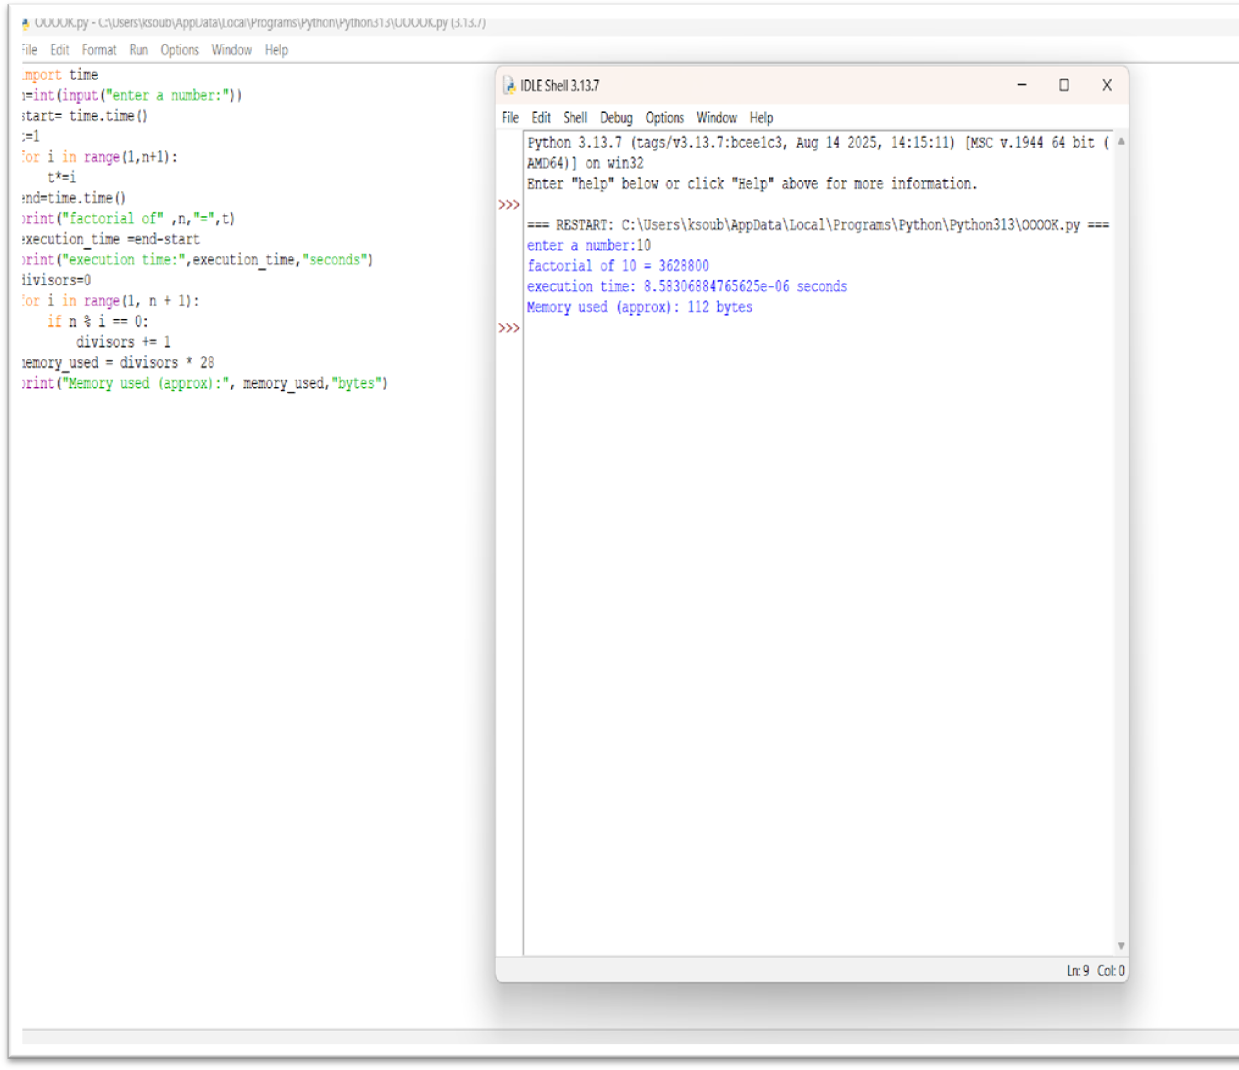 OOOOK.py - C:\Users\ksoub\AppData\Local\Programs\Python\Python313\OOOOK.py (3.13.7)
File Edit Format Run Options Window Help
import time
n=int(input("enter a number:"))
start= time.time()
t=1
for i in range(1,n+1):
    t*=i
end=time.time()
print("factorial of" ,n,"=",t)
execution_time =end-start
print("execution time:",execution_time,"seconds")
divisors=0
for i in range(1, n + 1):
    if n % i == 0:
        divisors += 1
memory_used = divisors * 28
print("Memory used (approx):", memory_used,"bytes")
IDLE Shell 3.13.7
File Edit Shell Debug Options Window Help
Python 3.13.7 (tags/v3.13.7:bcee1c3, Aug 14 2025, 14:15:11) [MSC v.1944 64 bit (
AMD64)] on win32
Enter "help" below or click "Help" above for more information.
>>>
=== RESTART: C:\Users\ksoub\AppData\Local\Programs\Python\Python313\OOOOK.py ===
enter a number:10
factorial of 10 = 3628800
execution time: 8.58306884765625e-06 seconds
Memory used (approx): 112 bytes
>>>
Ln: 9 Col: 0